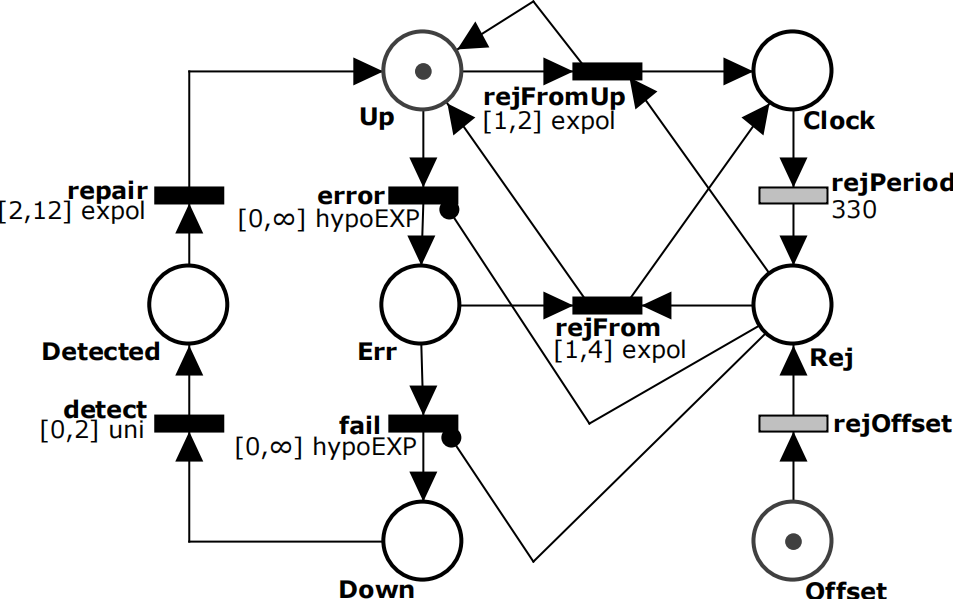 Up
rejFromUp
[1,2] expol
Clock
repair
[2,12] expol
error
[0,∞] hypoEXP
rejPeriod
330
Detected
Err
rejFrom
[1,4] expol
Rej
detect
[0,2] uni
fail
[0,∞] hypoEXP
rejOffset
Down
Offset